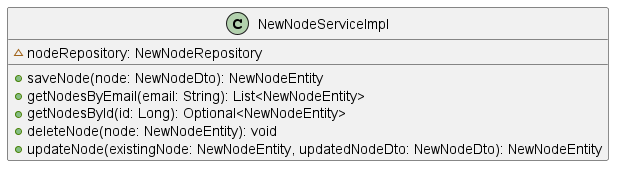 C NewNodeServiceImpl
nodeRepository: NewNodeRepository
saveNode(node: NewNodeDto): NewNodeEntity
getNodesByEmail(email: String): List<NewNodeEntity>
getNodesById(id: Long): Optional<NewNodeEntity>
deleteNode(node: NewNodeEntity): void
updateNode(existingNode: NewNodeEntity, updatedNodeDto: NewNodeDto): NewNodeEntity